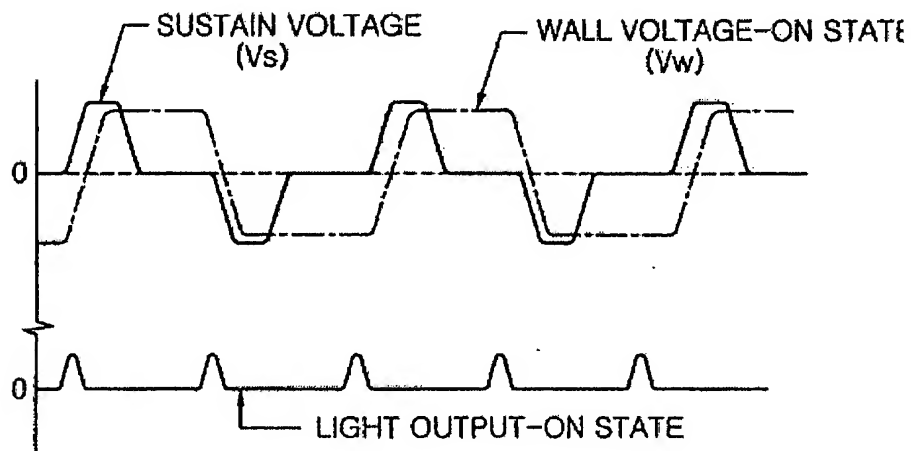 SUSTAIN VOLTAGE
(Vs)
WALL VOLTAGE-ON STATE
(Vw)
0
0
LIGHT OUTPUT-ON STATE